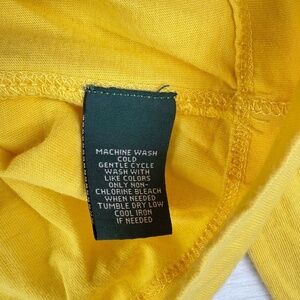 MACHINE WASH
COLD
GENTLE CYCLE
WASH WITH
LIKE COLORS
ONLY NON-
CHLORINE BLEACH
WHEN NEEDED
TUMBLE DRY LOW
COOL IRON
IF NEEDED